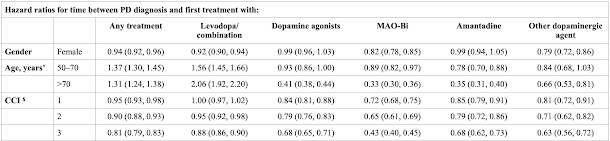 Hazard ratios for time between PD diagnosis and first treatment with:
Any treatment Levodopa/combination Dopamine agonists MAO-Bi Amantadine Other dopaminergic agent
Gender Female 0.94 (0.92, 0.96) 0.92 (0.90, 0.94) 0.99 (0.96, 1.03) 0.82 (0.78, 0.85) 0.99 (0.94, 1.05) 0.79 (0.72, 0.86)
Age, years* 50–70 1.37 (1.30, 1.45) 1.56 (1.45, 1.66) 0.93 (0.86, 1.00) 0.89 (0.82, 0.97) 0.78 (0.70, 0.88) 0.84 (0.68, 1.03)
>70 1.31 (1.24, 1.38) 2.06 (1.92, 2.20) 0.41 (0.38, 0.44) 0.33 (0.30, 0.36) 0.35 (0.31, 0.40) 0.66 (0.53, 0.81)
CCI $ 1 0.95 (0.93, 0.98) 1.00 (0.97, 1.02) 0.84 (0.81, 0.88) 0.72 (0.68, 0.75) 0.85 (0.79, 0.91) 0.81 (0.72, 0.91)
2 0.90 (0.88, 0.93) 0.95 (0.92, 0.98) 0.79 (0.76, 0.83) 0.65 (0.61, 0.69) 0.79 (0.72, 0.86) 0.71 (0.62, 0.82)
3 0.81 (0.79, 0.83) 0.88 (0.86, 0.90) 0.68 (0.65, 0.71) 0.43 (0.40, 0.45) 0.68 (0.62, 0.73) 0.63 (0.56, 0.72)